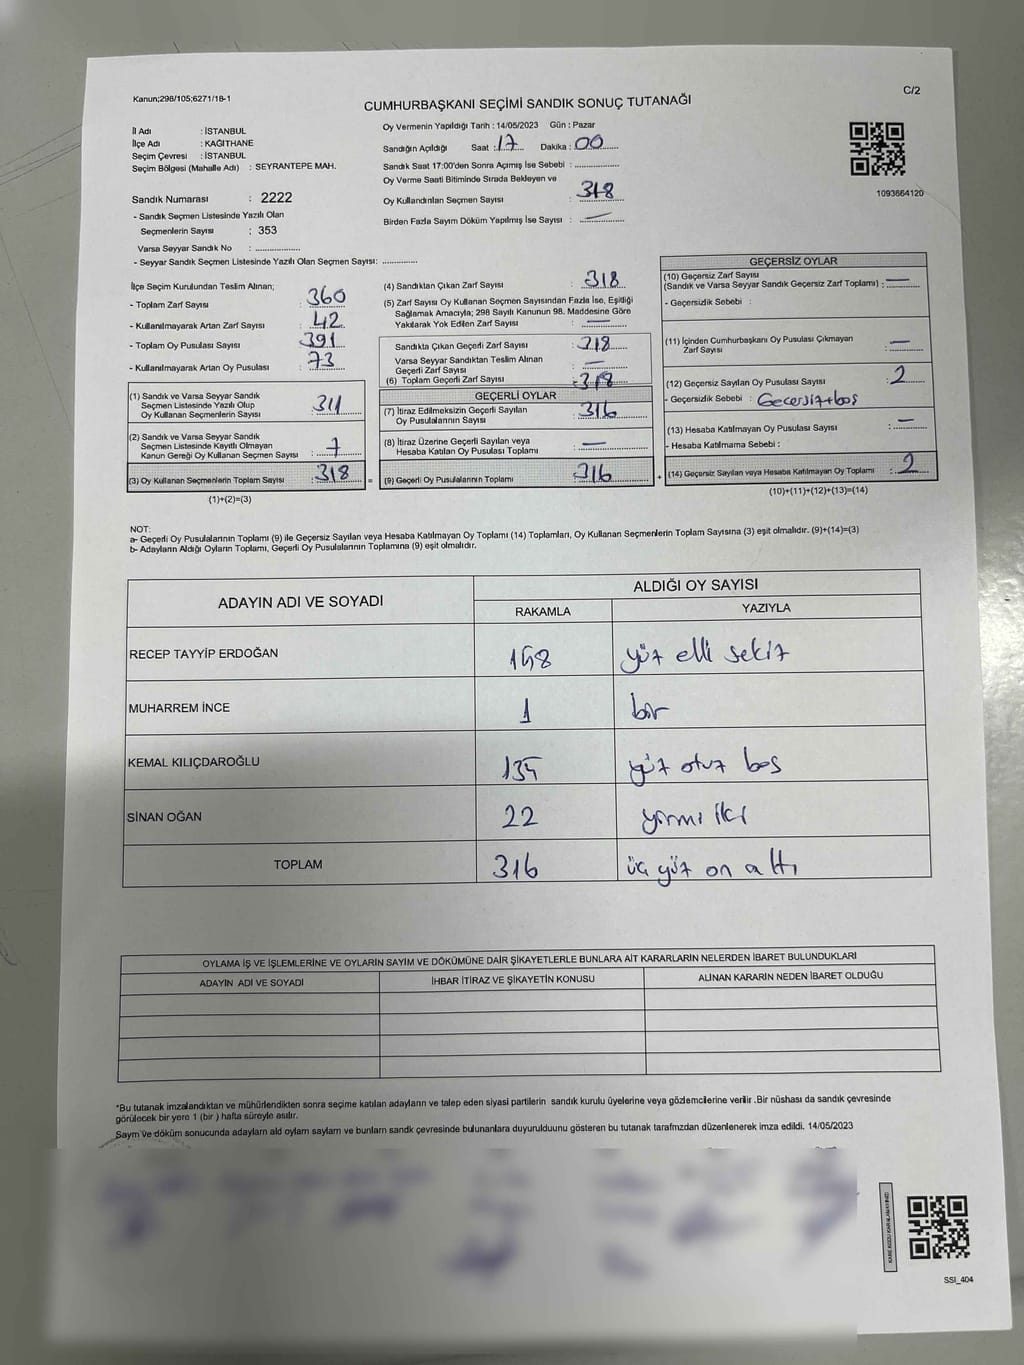 Kanun;298/105;6271/18-1
C/2
CUMHURBAŞKANI SEÇİMİ SANDIK SONUÇ TUTANAĞI
İl Adı : İSTANBUL
İlçe Adı : KAĞITHANE
Seçim Çevresi : İSTANBUL
Seçim Bölgesi (Mahalle Adı) : SEYRANTEPE MAH.
Oy Vermenin Yapıldığı Tarih : 14/05/2023 Gün : Pazar
Sandığın Açıldığı Saat : 17 Dakika : 00
Sandık Saat 17:00'den Sonra Açımış İse Sebebi :
Oy Verme Saati Bitiminde Sırada Bekleyen ve
Oy Kullandırılan Seçmen Sayısı : 318
Birden Fazla Sayım Döküm Yapılmış İse Sayısı : —
1093664120
Sandık Numarası : 2222
- Sandık Seçmen Listesinde Yazılı Olan
Seçmenlerin Sayısı : 353
Varsa Seyyar Sandık No :
- Seyyar Sandık Seçmen Listesinde Yazılı Olan Seçmen Sayısı:
İlçe Seçim Kurulundan Teslim Alınan;
- Toplam Zarf Sayısı : 360
- Kullanılmayarak Artan Zarf Sayısı : 42
- Toplam Oy Pusulası Sayısı : 391
- Kullanılmayarak Artan Oy Pusulası : 73
(1) Sandık ve Varsa Seyyar Sandık
Seçmen Listesinde Yazılı Olup
Oy Kullanan Seçmenlerin Sayısı : 311
(2) Sandık ve Varsa Seyyar Sandık
Seçmen Listesinde Kayıtlı Olmayan
Kanun Gereği Oy Kullanan Seçmen Sayısı : 7
(3) Oy Kullanan Seçmenlerin Toplam Sayısı : 318
(1)+(2)=(3)
(4) Sandıktan Çıkan Zarf Sayısı : 318
(5) Zarf Sayısı Oy Kullanan Seçmen Sayısından Fazla İse, Eşitliği
Sağlamak Amacıyla; 298 Sayılı Kanunun 98. Maddesine Göre
Yakılarak Yok Edilen Zarf Sayısı : —
Sandıkta Çıkan Geçerli Zarf Sayısı : 318
Varsa Seyyar Sandıktan Teslim Alınan
Geçerli Zarf Sayısı : —
(6) Toplam Geçerli Zarf Sayısı : 318
GEÇERLİ OYLAR
(7) İtiraz Edilmeksizin Geçerli Sayılan
Oy Pusulalarının Sayısı : 316
(8) İtiraz Üzerine Geçerli Sayılan veya
Hesaba Katılan Oy Pusulası Toplamı : —
(9) Geçerli Oy Pusulalarının Toplamı : 316
GEÇERSİZ OYLAR
(10) Geçersiz Zarf Sayısı
(Sandık ve Varsa Seyyar Sandık Geçersiz Zarf Toplamı) : —
- Geçersizlik Sebebi :
(11) İçinden Cumhurbaşkanı Oy Pusulası Çıkmayan
Zarf Sayısı : —
(12) Geçersiz Sayılan Oy Pusulası Sayısı : 2
- Geçersizlik Sebebi : Gecersiz+bos
(13) Hesaba Katılmayan Oy Pusulası Sayısı : —
- Hesaba Katılmama Sebebi :
(14) Geçersiz Sayılan veya Hesaba Katılmayan Oy Toplamı : 2
(10)+(11)+(12)+(13)=(14)
NOT:
a- Geçerli Oy Pusulalarının Toplamı (9) ile Geçersiz Sayılan veya Hesaba Katılmayan Oy Toplamı (14) Toplamları, Oy Kullanan Seçmenlerin Toplam Sayısına (3) eşit olmalıdır. (9)+(14)=(3)
b- Adayların Aldığı Oyların Toplamı, Geçerli Oy Pusulalarının Toplamına (9) eşit olmalıdır.
ADAYIN ADI VE SOYADI
ALDIĞI OY SAYISI
RAKAMLA YAZIYLA
RECEP TAYYİP ERDOĞAN 158 yüz elli sekiz
MUHARREM İNCE 1 bir
KEMAL KILIÇDAROĞLU 135 yüz otuz bes
SİNAN OĞAN 22 yirmi iki
TOPLAM 316 üç yüz on altı
OYLAMA İŞ VE İŞLEMLERİNE VE OYLARIN SAYIM VE DÖKÜMÜNE DAİR ŞİKAYETLERLE BUNLARA AİT KARARLARIN NELERDEN İBARET BULUNDUKLARI
ADAYIN ADI VE SOYADI İHBAR İTİRAZ VE ŞİKAYETİN KONUSU ALINAN KARARIN NEDEN İBARET OLDUĞU
*Bu tutanak imzalandıktan ve mühürlendikten sonra seçime katılan adayların ve talep eden siyasi partilerin sandık kurulu üyelerine veya gözlemcilerine verilir .Bir nüshası da sandık çevresinde
görülecek bir yere 1 (bir ) hafta süreyle asılır.
Sayım ve döküm sonucunda adayların ald oyların sayların ve bunların sandk çevresinde bulunanlara duyurulduunu gösteren bu tutanak tarafmzdan düzenlenerek imza edildi. 14/05/2023
SSI_404